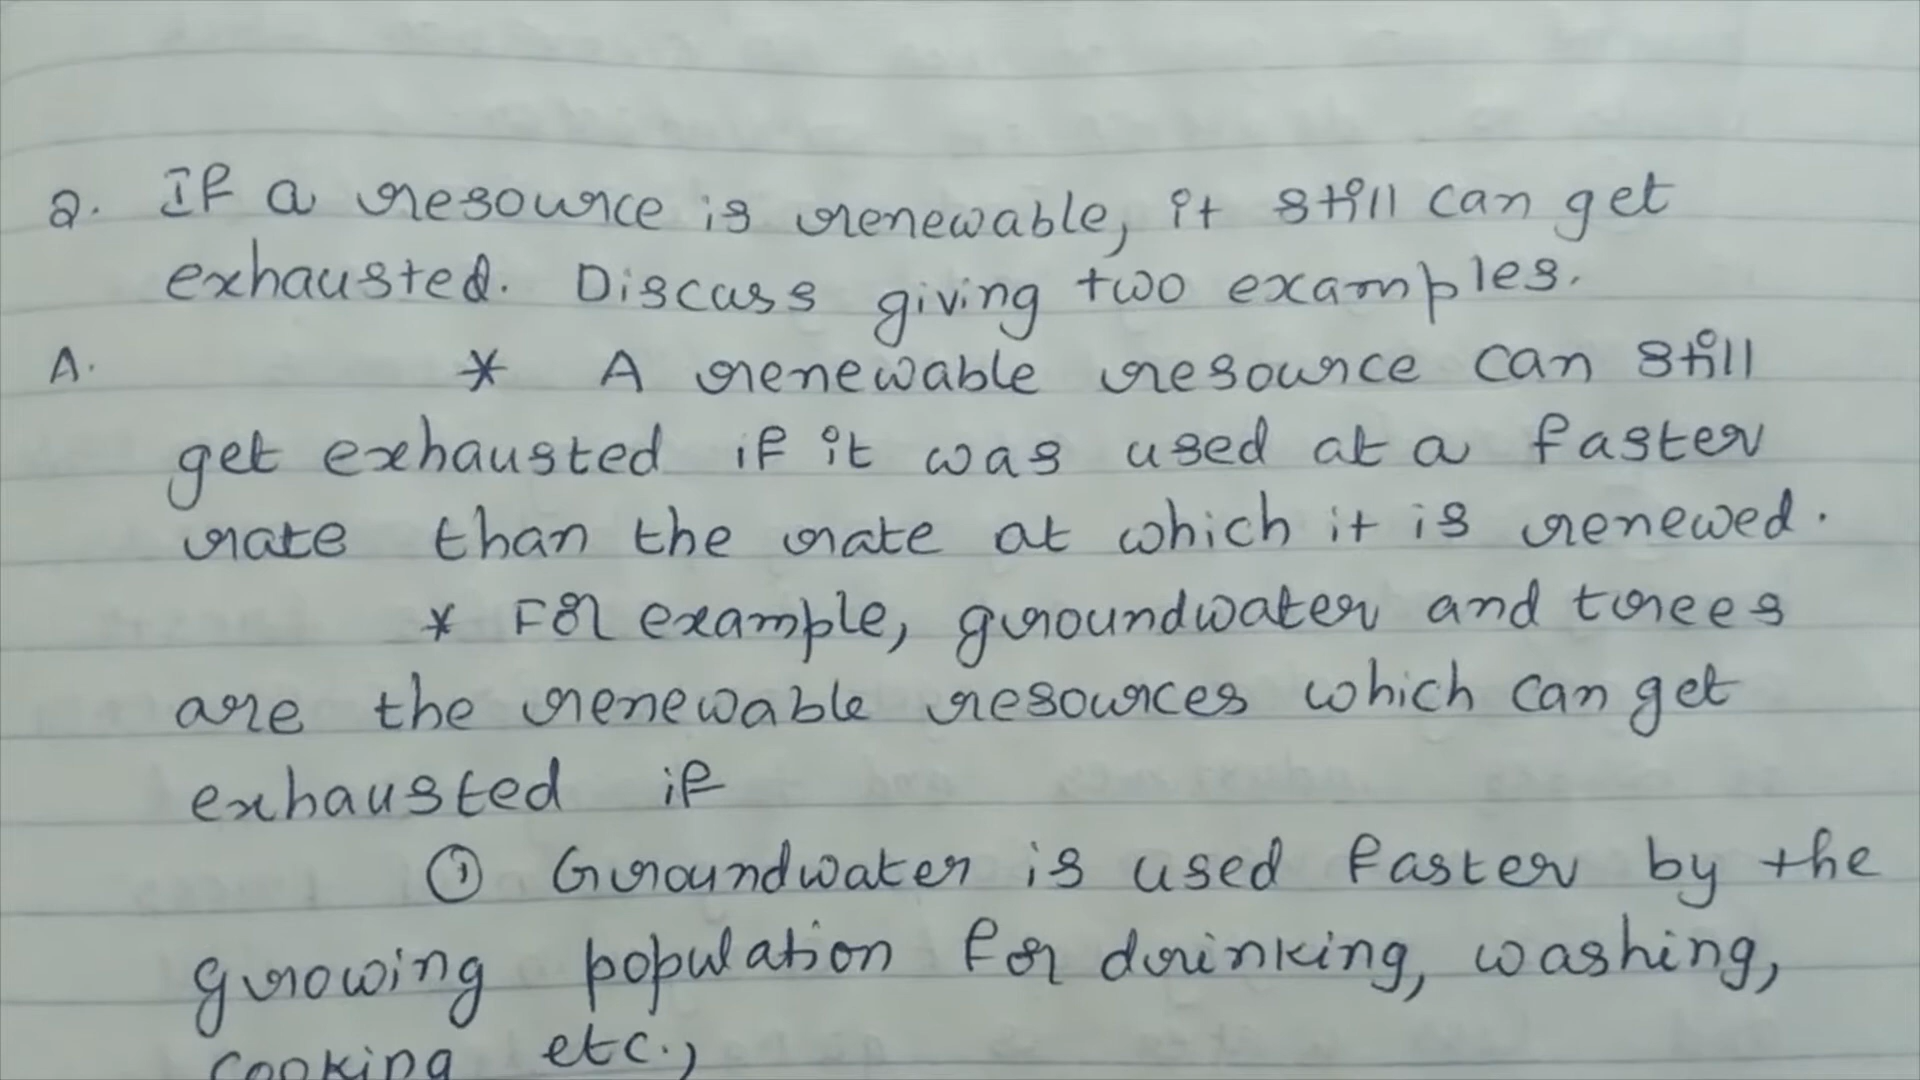 Q. If a resource is renewable, it still can get
exhausted. Discuss giving two examples.
A. * A renewable resource can still
get exhausted if it was used at a faster
rate than the rate at which it is renewed.
* For example, groundwater and trees
are the renewable resources which can get
exhausted if
① Groundwater is used faster by the
growing population for drinking, washing,
cooking etc.,